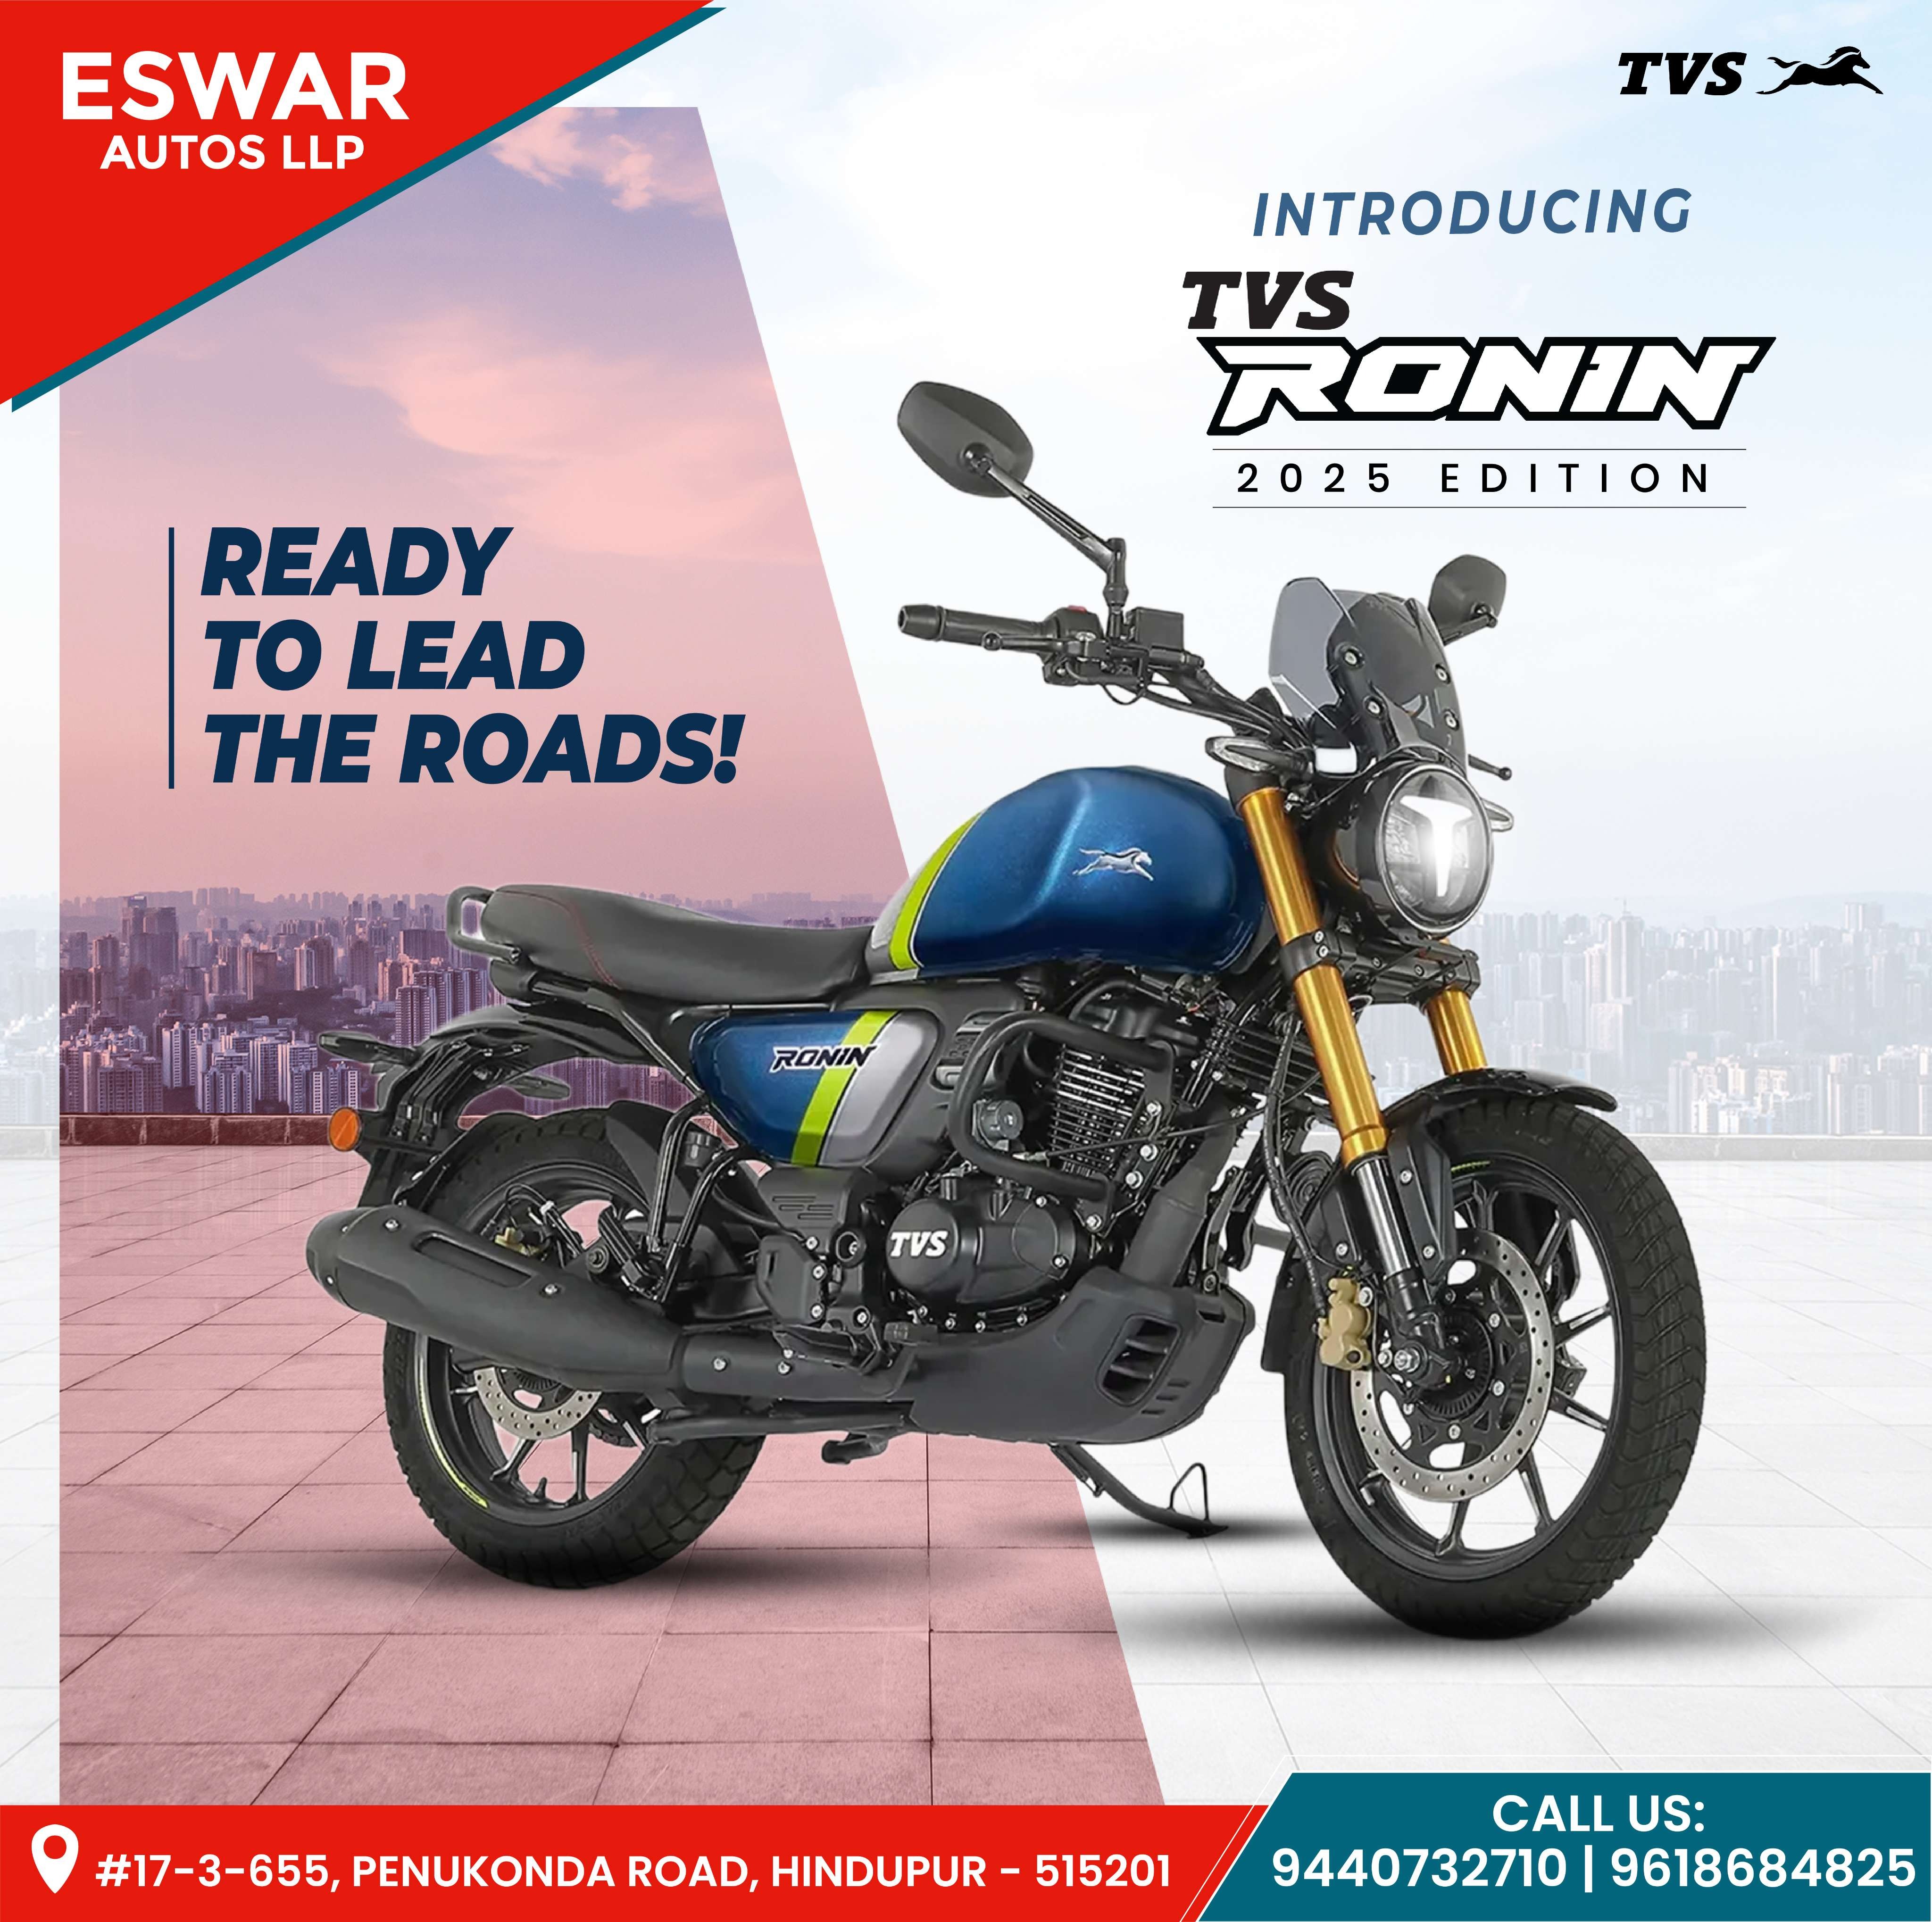 ESWAR
AUTOS LLP
TVS
INTRODUCING
TVS
RONIN
2025 EDITION
READY
TO LEAD
THE ROADS!
RONIN
TVS
#17-3-655, PENUKONDA ROAD, HINDUPUR - 515201
CALL US:
9440732710 | 9618684825